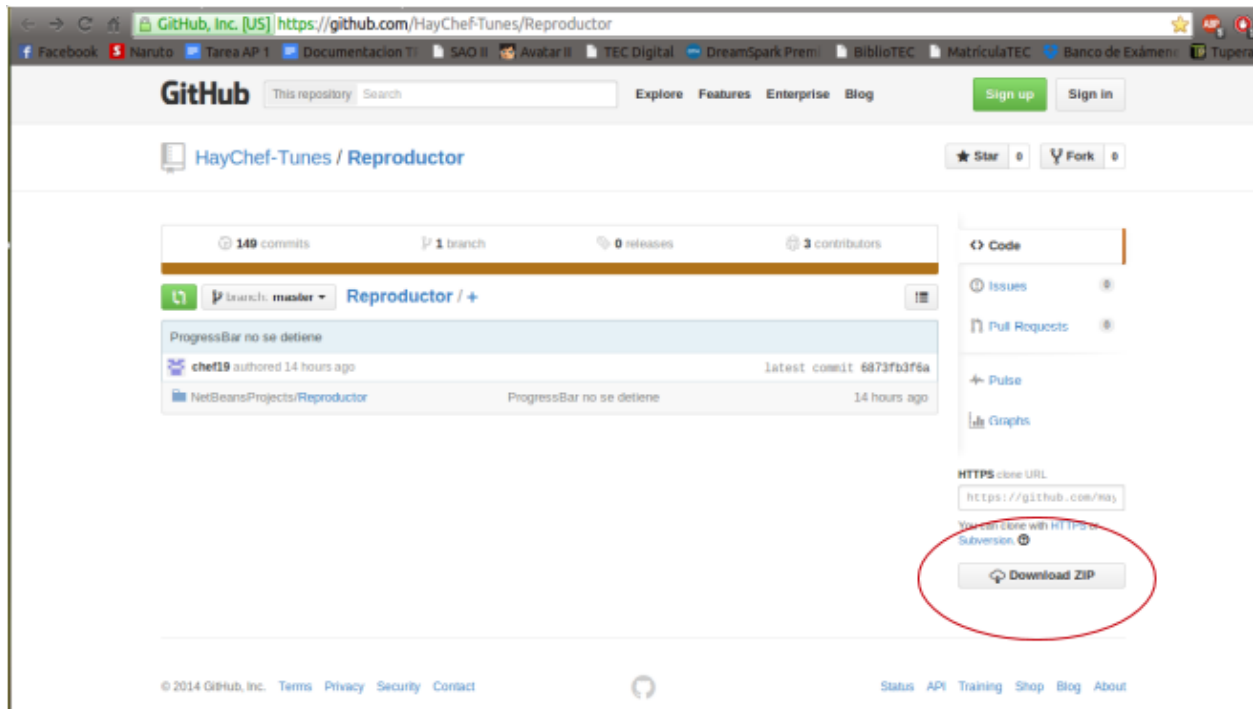 GitHub, Inc. [US] https://github.com/HayChef-Tunes/Reproductor
Facebook Naruto Tarea AP 1 Documentacion SAO II Avatar II TEC Digital DreamSpark Premi BiblioTEC MatrículaTEC Banco de Exámene Tupera
GitHub This repository Search Explore Features Enterprise Blog Sign up Sign in
HayChef-Tunes / Reproductor Star 0 Fork 0
149 commits 1 branch 0 releases 3 contributors
<> Code
branch: master Reproductor / +
Issues 0
ProgressBar no se detiene
Pull Requests 0
chef19 authored 14 hours ago latest commit 6873fb3f6a
NetBeansProjects/Reproductor ProgressBar no se detiene 14 hours ago
Pulse
Graphs
HTTPS clone URL
https://github.com/Hay
You can clone with HTTPS or
Subversion.
Download ZIP
© 2014 GitHub, Inc. Terms Privacy Security Contact Status API Training Shop Blog About